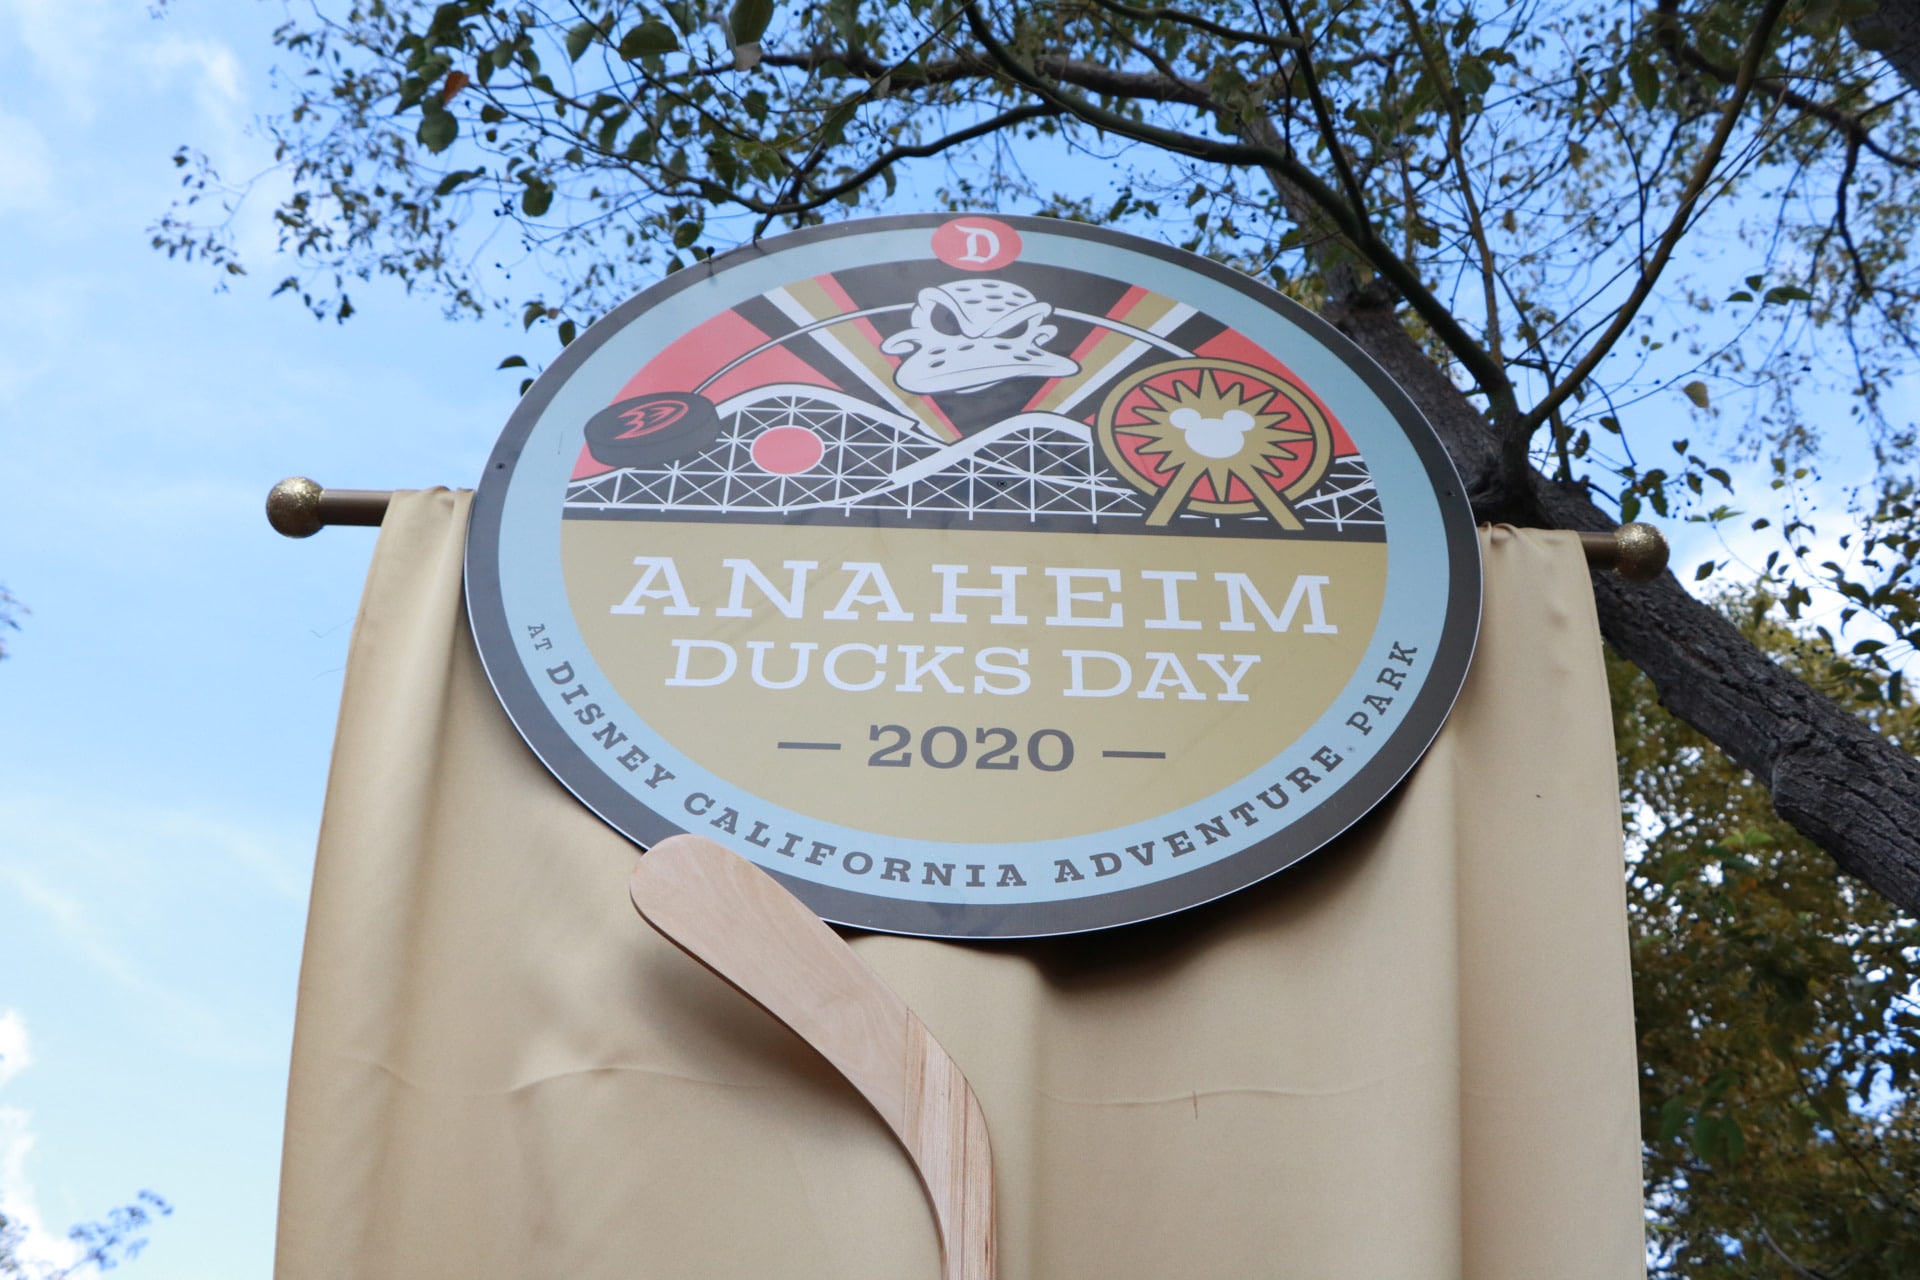 D
ANAHEIM
DUCKS DAY
— 2020 —
AT DISNEY CALIFORNIA ADVENTURE® PARK